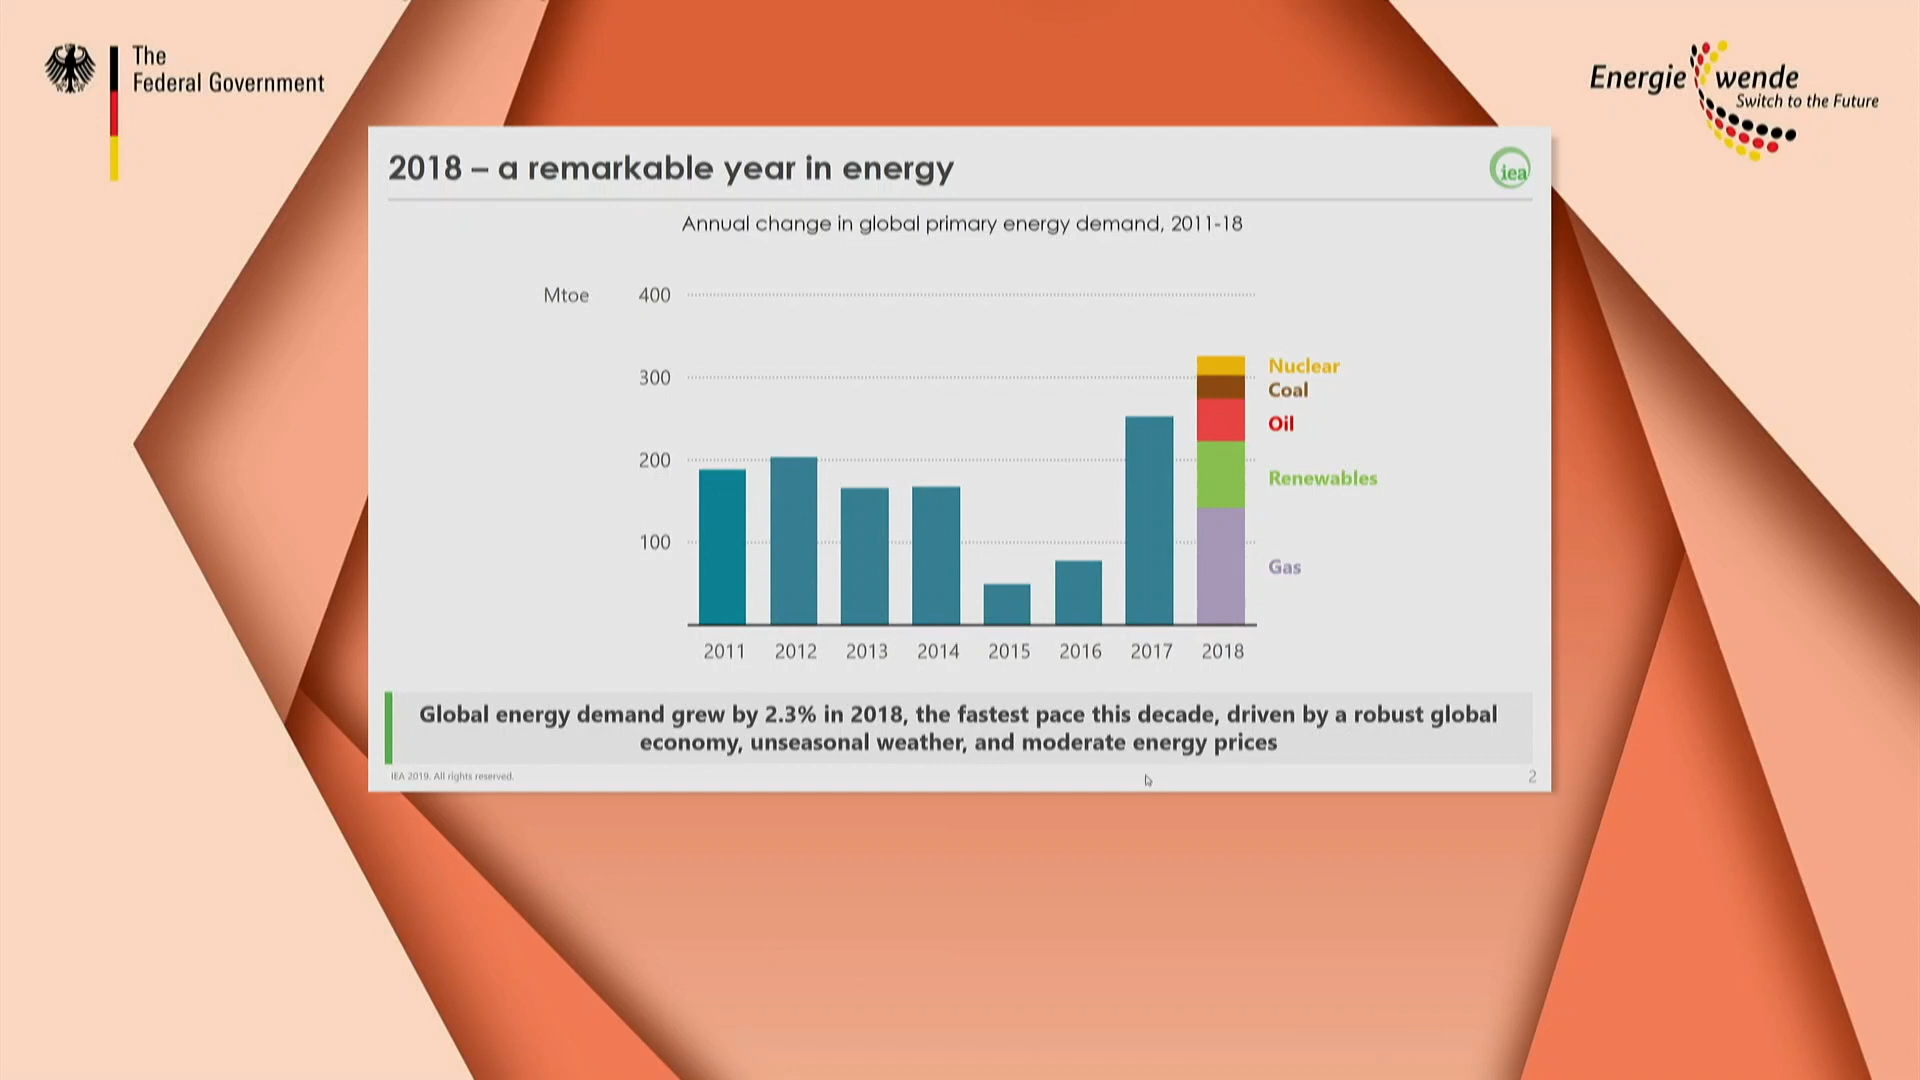 The
Federal Government
Energie wende
Switch to the Future
2018 – a remarkable year in energy
iea
Annual change in global primary energy demand, 2011-18
Mtoe
400
300
200
100
Nuclear
Coal
Oil
Renewables
Gas
2011 2012 2013 2014 2015 2016 2017 2018
Global energy demand grew by 2.3% in 2018, the fastest pace this decade, driven by a robust global
economy, unseasonal weather, and moderate energy prices
IEA 2019. All rights reserved.
2